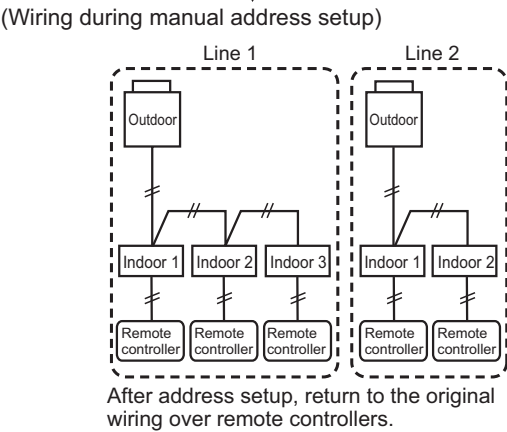 (Wiring during manual address setup)
Line 1
Line 2
Outdoor
Outdoor
Indoor 1
Indoor 2
Indoor 3
Indoor 1
Indoor 2
Remote
controller
Remote
controller
Remote
controller
Remote
controller
Remote
controller
After address setup, return to the original
wiring over remote controllers.